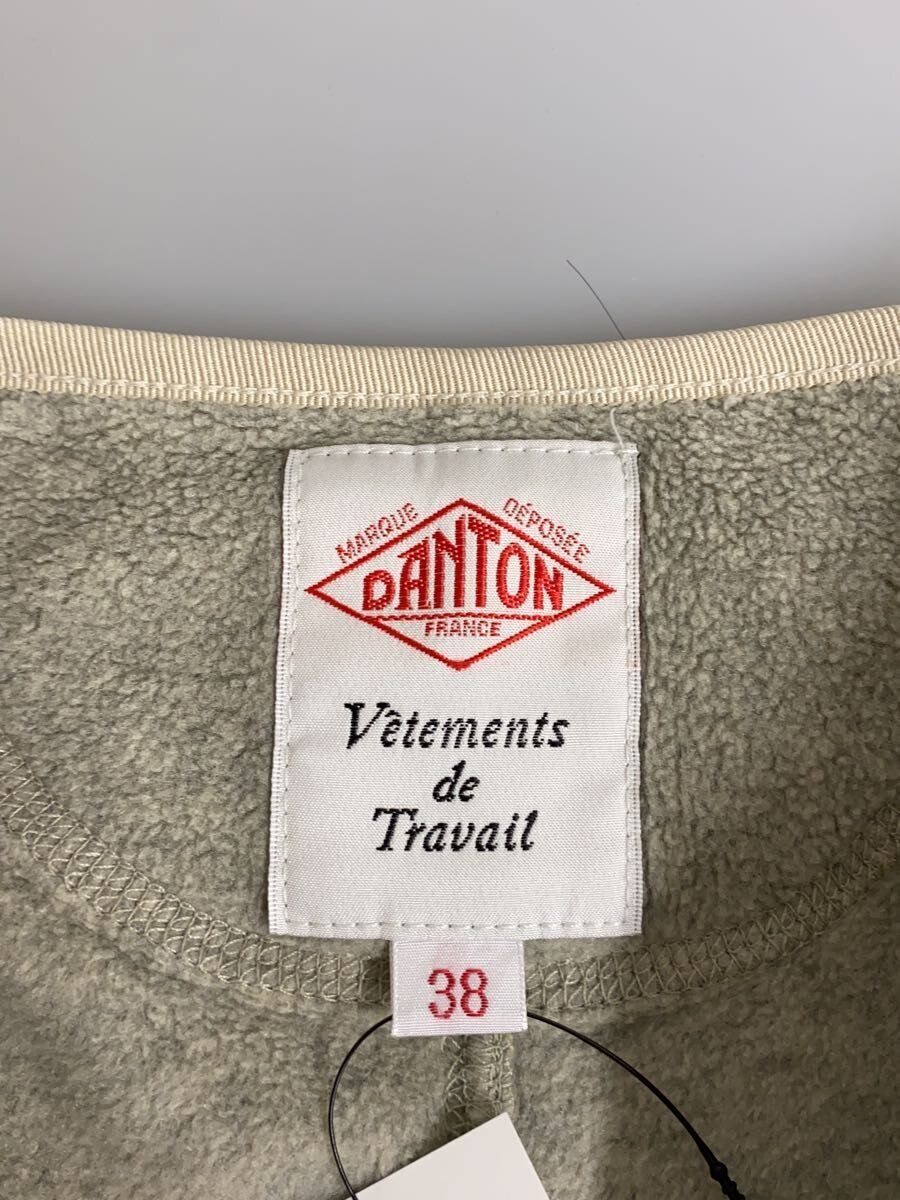 MARQUE DÉPOSÉE
DANTON
FRANCE
Vêtements
de
Travail
38